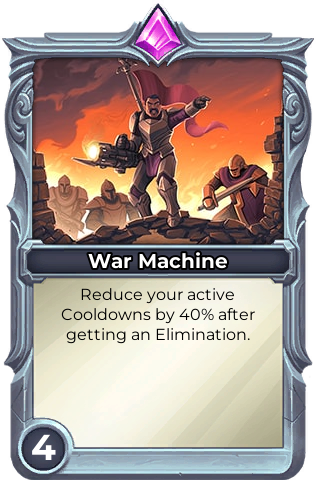 War Machine
Reduce your active
Cooldowns by 40% after
getting an Elimination.
4